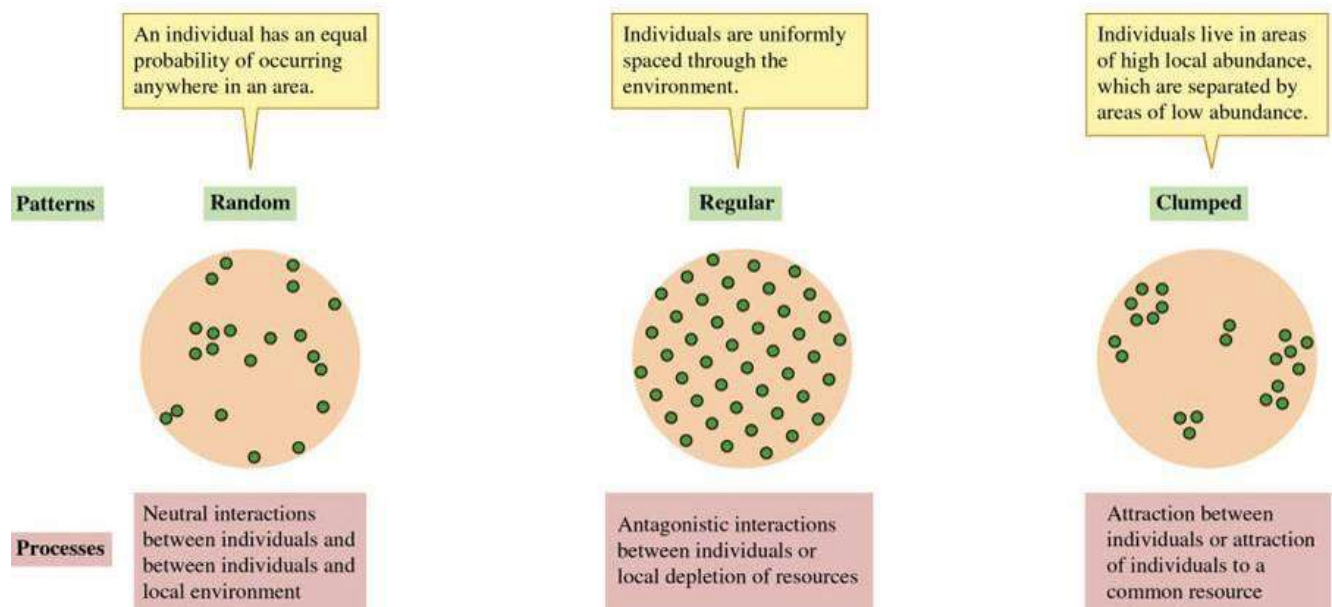 An individual has an equal
probability of occurring
anywhere in an area.
Individuals are uniformly
spaced through the
environment.
Individuals live in areas
of high local abundance,
which are separated by
areas of low abundance.
Patterns
Random
Regular
Clumped
Processes
Neutral interactions
between individuals and
between individuals and
local environment
Antagonistic interactions
between individuals or
local depletion of resources
Attraction between
individuals or attraction
of individuals to a
common resource